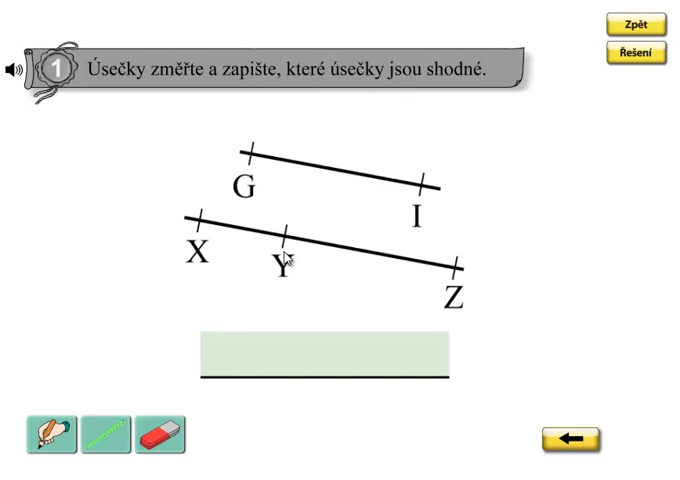 Zpět
Řešení
1 Úsečky změřte a zapište, které úsečky jsou shodné.
G
I
X
Y
Z